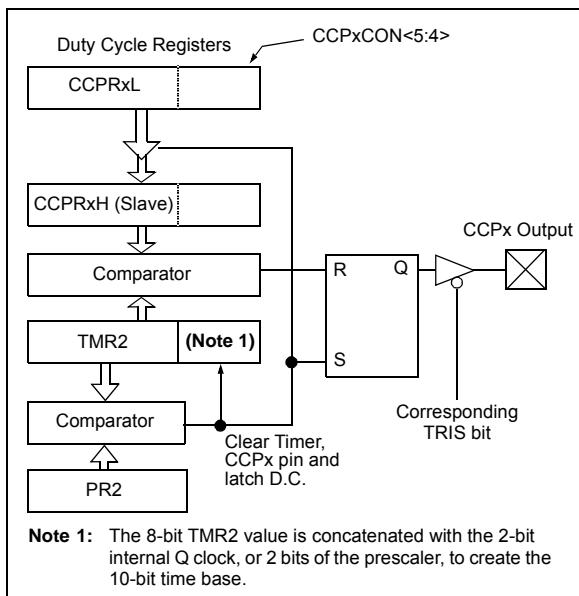 Duty Cycle Registers
CCPxCON<5:4>
CCPRxL
CCPRxH (Slave)
CCPx Output
Comparator
R
Q
TMR2
(Note 1)
S
Comparator
Corresponding
TRIS bit
Clear Timer,
CCPx pin and
latch D.C.
PR2
Note 1: The 8-bit TMR2 value is concatenated with the 2-bit
internal Q clock, or 2 bits of the prescaler, to create the
10-bit time base.